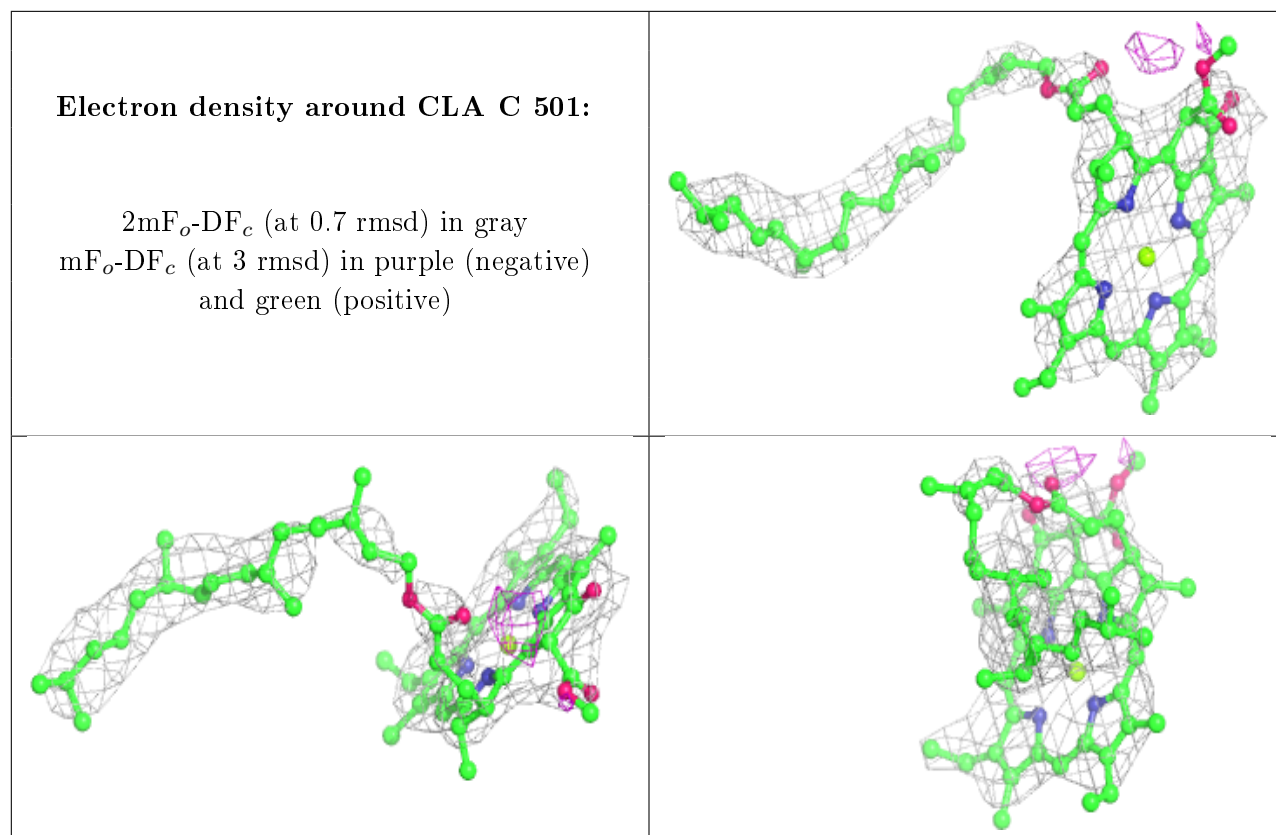 Electron density around CLA C 501:
2mFo-DFc (at 0.7 rmsd) in gray
mFo-DFc (at 3 rmsd) in purple (negative)
and green (positive)